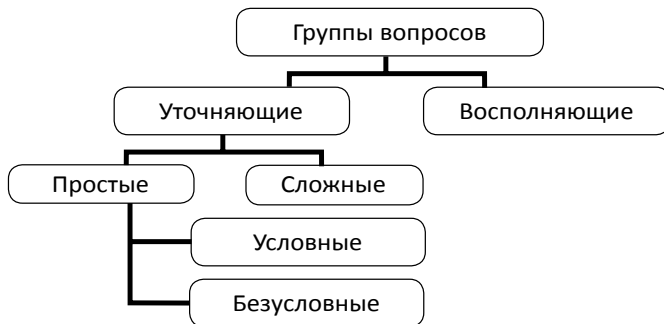 Группы вопросов
Уточняющие
Восполняющие
Простые
Сложные
Условные
Безусловные